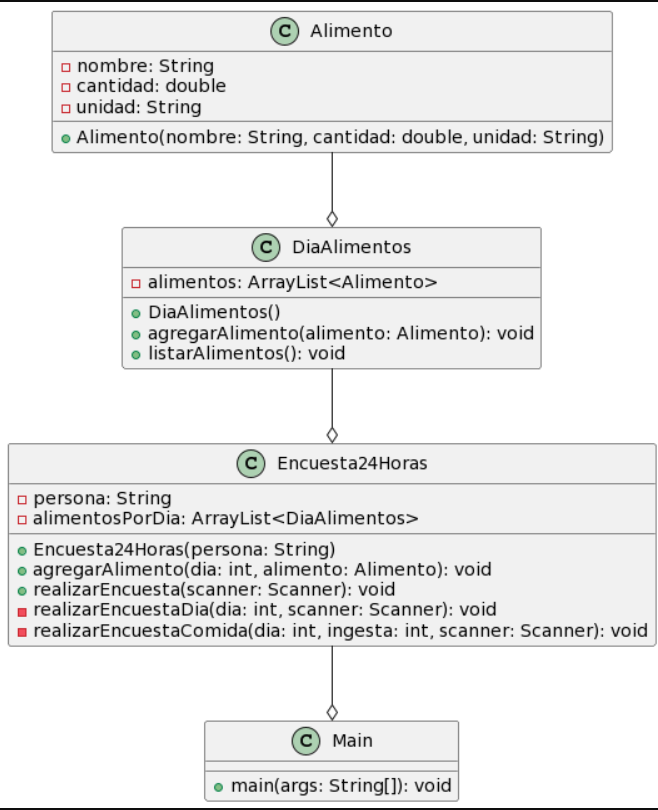 C Alimento
nombre: String
cantidad: double
unidad: String
Alimento(nombre: String, cantidad: double, unidad: String)
C DiaAlimentos
alimentos: ArrayList<Alimento>
DiaAlimentos()
agregarAlimento(alimento: Alimento): void
listarAlimentos(): void
C Encuesta24Horas
persona: String
alimentosPorDia: ArrayList<DiaAlimentos>
Encuesta24Horas(persona: String)
agregarAlimento(dia: int, alimento: Alimento): void
realizarEncuesta(scanner: Scanner): void
realizarEncuestaDia(dia: int, scanner: Scanner): void
realizarEncuestaComida(dia: int, ingesta: int, scanner: Scanner): void
C Main
main(args: String[]): void